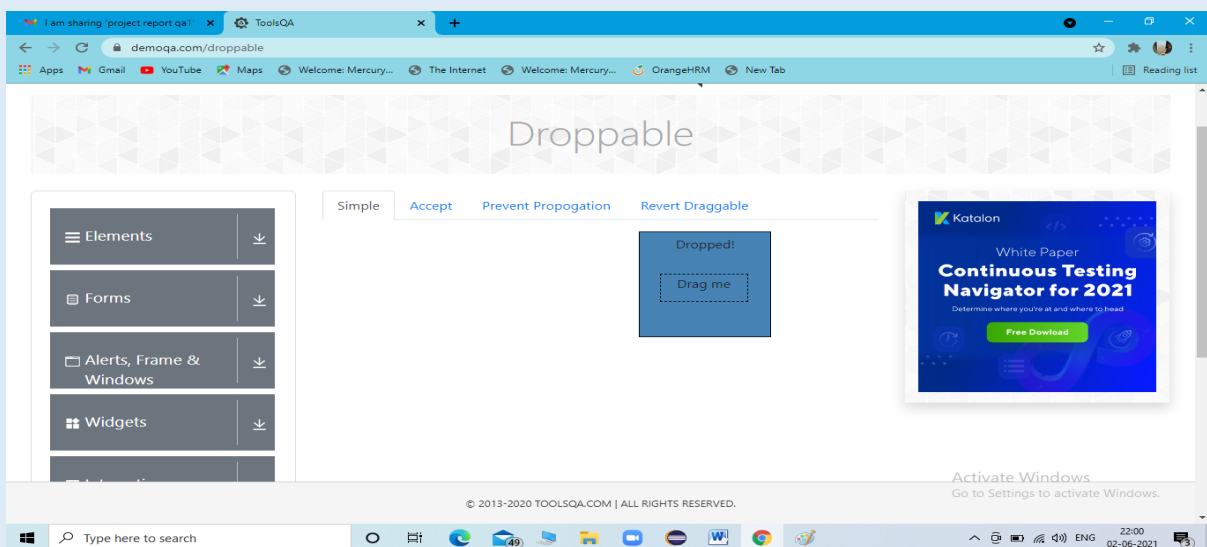 I am sharing 'project report qa1'
ToolsQA
demoqa.com/droppable
Apps Gmail YouTube Maps Welcome: Mercury... The Internet Welcome: Mercury... OrangeHRM New Tab Reading list
Droppable
Simple Accept Prevent Propogation Revert Draggable
Elements
Forms
Alerts, Frame &
Windows
Widgets
Dropped!
Drag me
Katalon
White Paper
Continuous Testing
Navigator for 2021
Determine where you're at and where to head
Free Dowload
Activate Windows
Go to Settings to activate Windows.
© 2013-2020 TOOLSQA.COM | ALL RIGHTS RESERVED.
Type here to search
49
ENG
22:00
02-06-2021
3